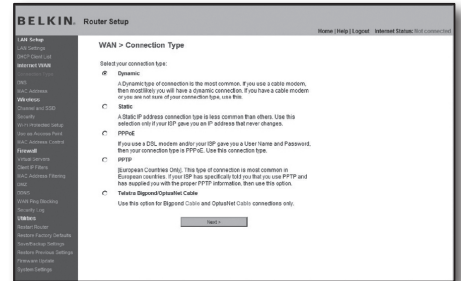 BELKIN. Router Setup
Home | Help | Logout Internet Status: Not connected
LAN Setup
LAN Settings
DHCP Client List
Internet WAN
Connection Type
DNS
MAC Address
Wireless
Channel and SSID
Security
Wi-Fi Protected Setup
Use as Access Point
MAC Address Control
Firewall
Virtual Servers
Client IP Filters
MAC Address Filtering
DMZ
DDNS
WAN Ping Blocking
Security Log
Utilities
Restart Router
Restore Factory Defaults
Save/Backup Settings
Restore Previous Settings
Firmware Update
System Settings
WAN > Connection Type
Select your connection type:
Dynamic
A Dynamic type of connection is the most common. If you use a cable modem,
then most likely you will have a dynamic connection. If you have a cable modem
or you are not sure of your connection type, use this.
Static
A Static IP address connection type is less common than others. Use this
selection only if your ISP gave you an IP address that never changes.
PPPoE
If you use a DSL modem and/or your ISP gave you a User Name and Password,
then your connection type is PPPoE. Use this connection type.
PPTP
[European Countries Only]. This type of connection is most common in
European countries. If your ISP has specifically told you that you use PPTP and
has supplied you with the proper PPTP information, then use this option.
Telstra Bigpond/OptusNet Cable
Use this option for Bigpond Cable and OptusNet Cable connections only.
Next >